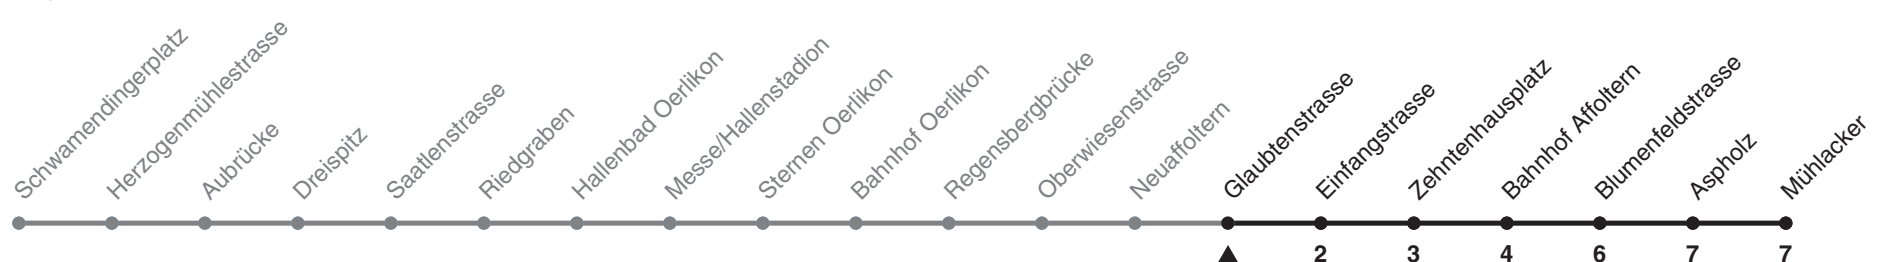 Schwamendingerplatz
Herzogenmühlestrasse
Aubrücke
Dreispitz
Saatlenstrasse
Riedgraben
Hallenbad Oerlikon
Messe/Hallenstadion
Sternen Oerlikon
Bahnhof Oerlikon
Regensbergbrücke
Oberwiesenstrasse
Neuaffoltern
Glaubtenstrasse
Einfangstrasse
Zehntenhausplatz
Bahnhof Affoltern
Blumenfeldstrasse
Aspholz
Mühlacker
2 3 4 6 7 7